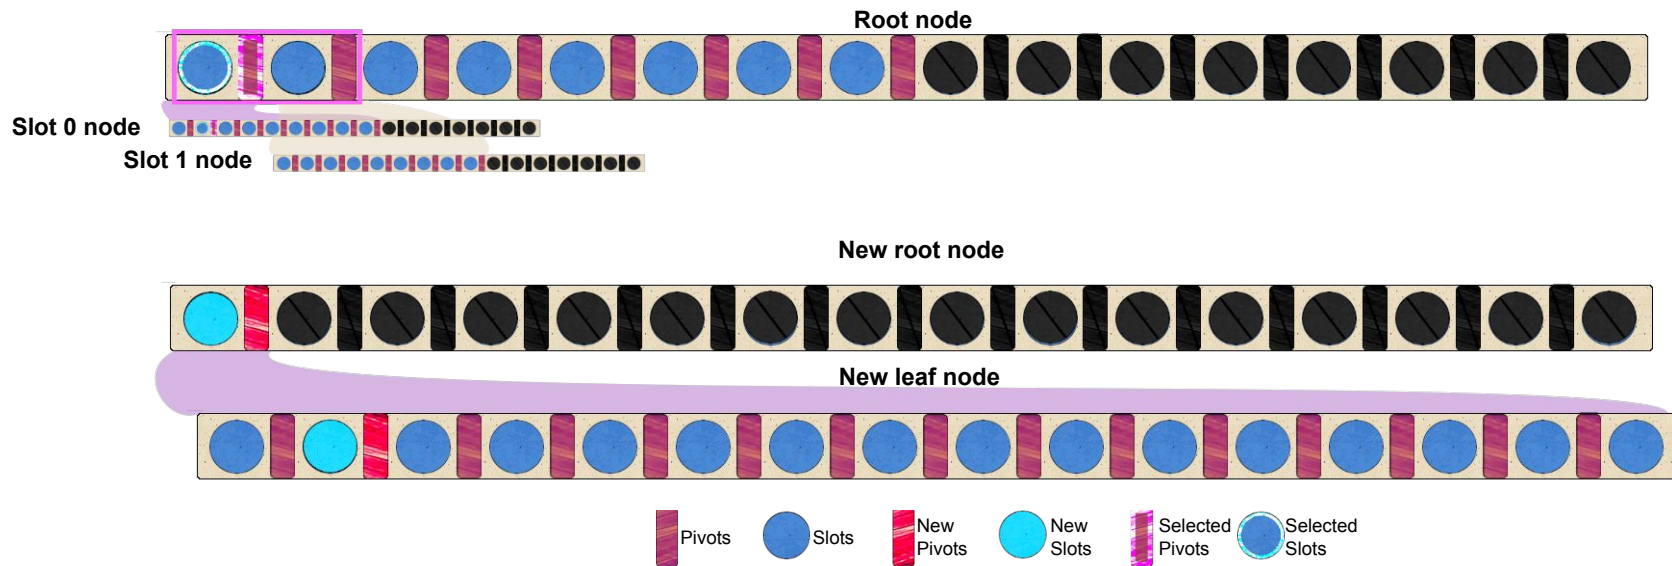 Root node
Slot 0 node
Slot 1 node
New root node
New leaf node
Pivots
Slots
New
Pivots
New
Slots
Selected
Pivots
Selected
Slots